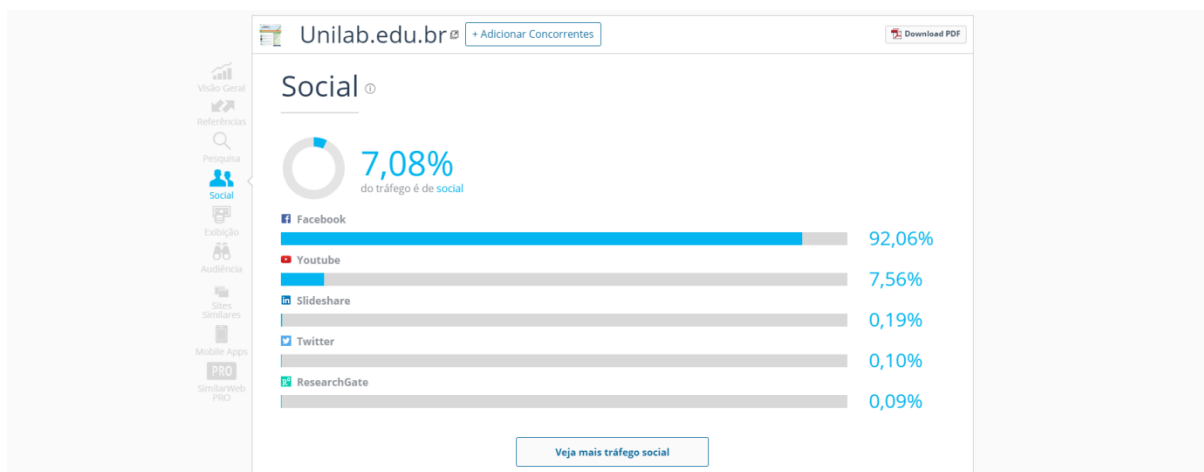 Unilab.edu.br + Adicionar Concorrentes Download PDF
Visão Geral
Referências
Pesquisa
Social
Exibição
Audiência
Sites
Similares
Mobile Apps
PRO
SimilarWeb
PRO
Social
7,08%
do tráfego é de social
Facebook
92,06%
Youtube
7,56%
in Slideshare
0,19%
Twitter
0,10%
ResearchGate
0,09%
Veja mais tráfego social